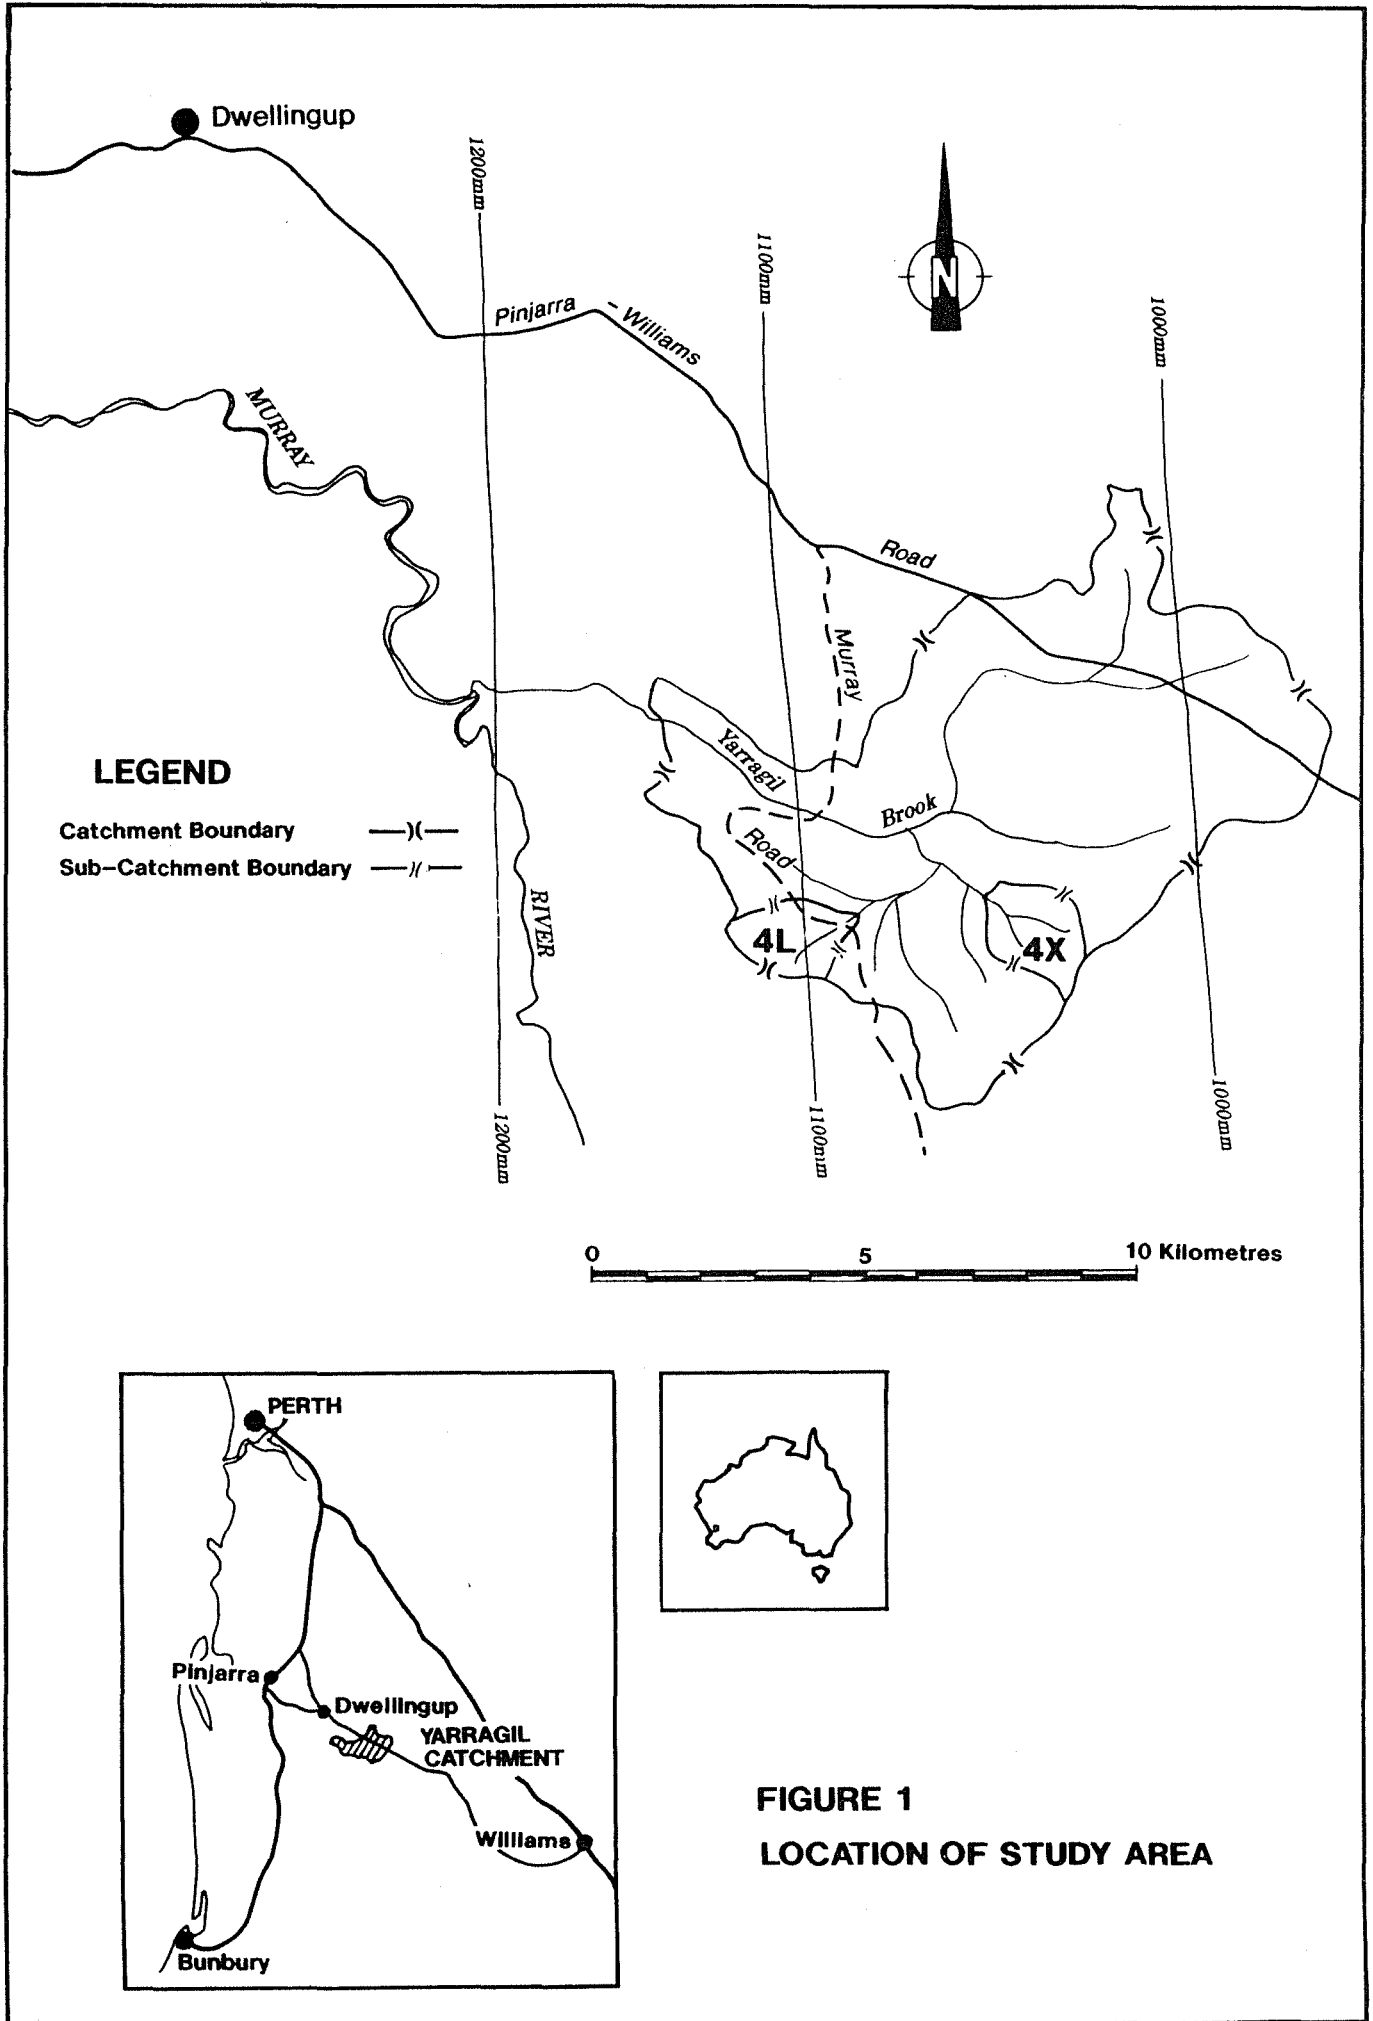 Dwellingup
1200mm
1100mm
1000mm
N
Pinjarra – Williams
Road
MURRAY
Murray
Yarragil
Brook
Road
LEGEND
Catchment Boundary
Sub-Catchment Boundary
RIVER
4L
4X
1200mm
1100mm
1000mm
0 5 10 Kilometres
PERTH
Pinjarra
Dwellingup
YARRAGIL
CATCHMENT
Williams
Bunbury
FIGURE 1
LOCATION OF STUDY AREA